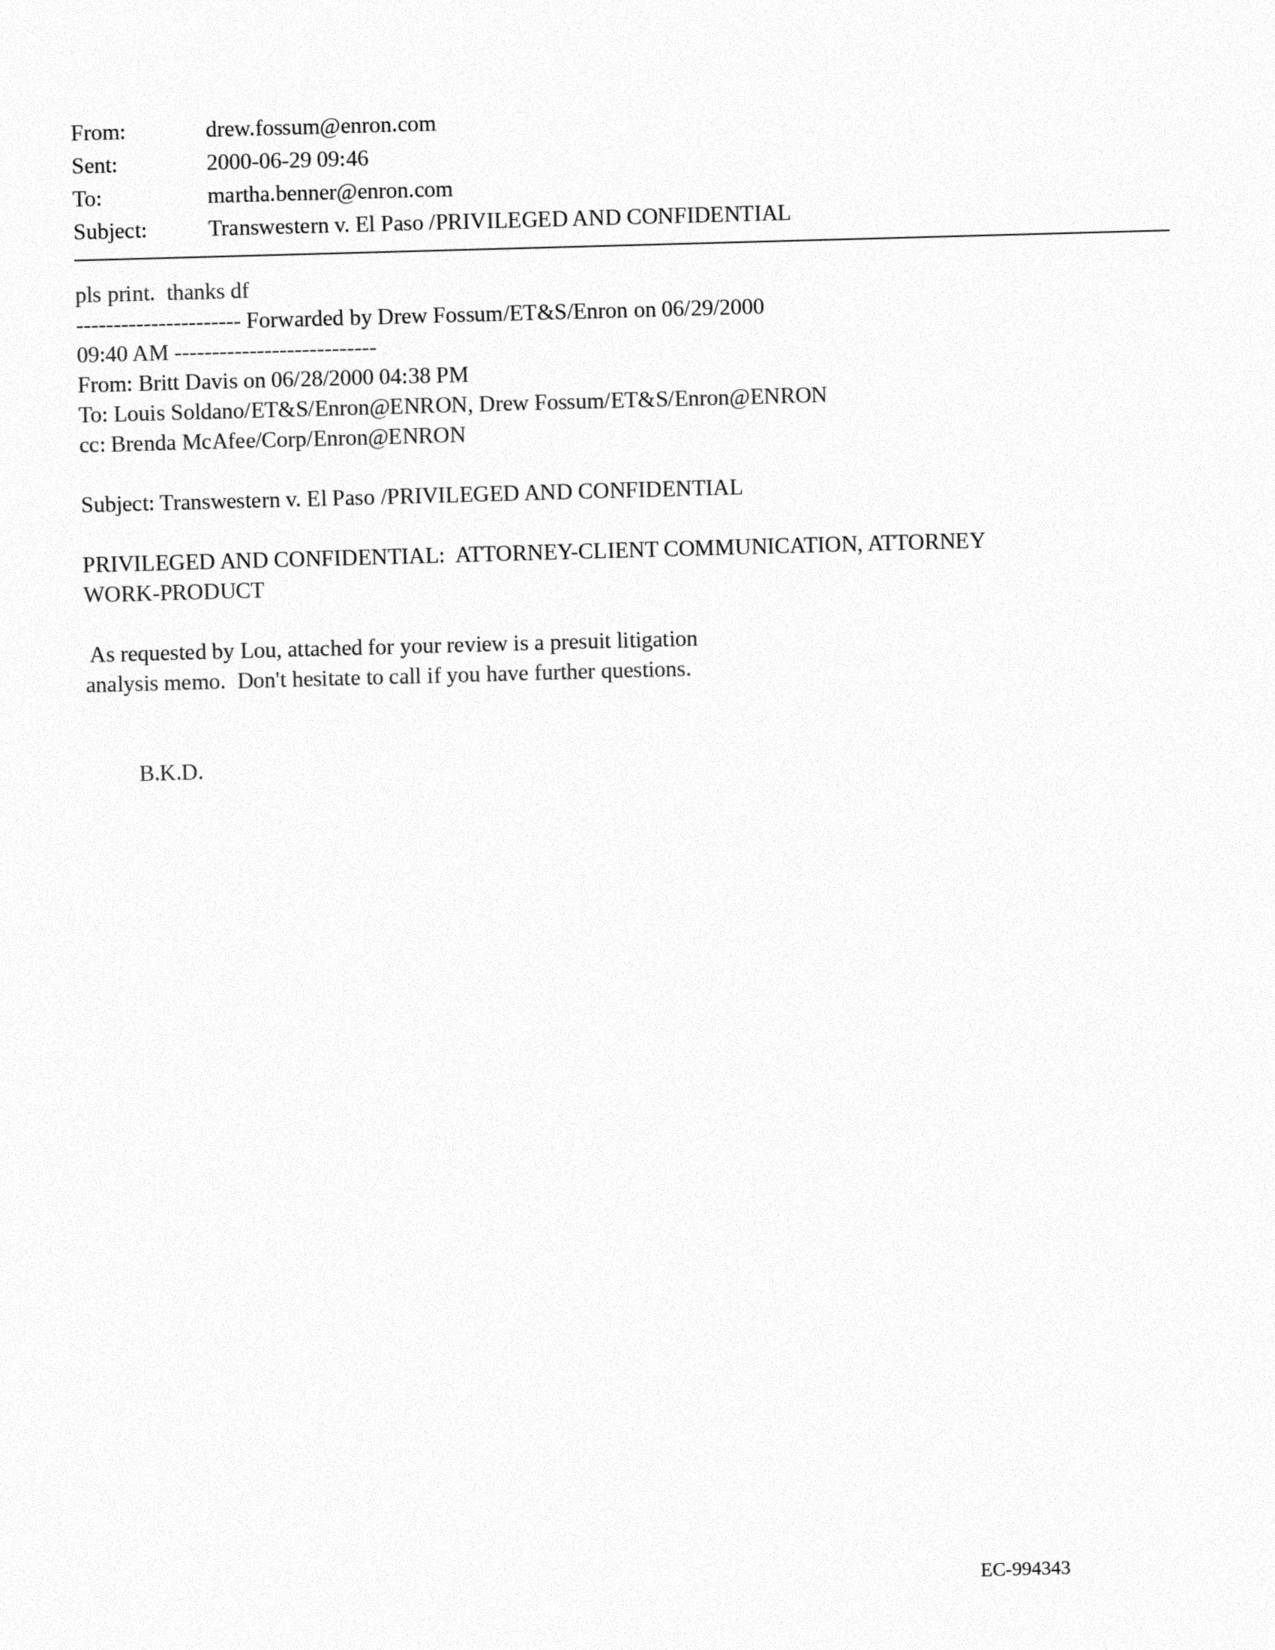 From: drew.fossum@enron.com
Sent: 2000-06-29 09:46
To: martha.benner@enron.com
Subject: Transwestern v. El Paso /PRIVILEGED AND CONFIDENTIAL
pls print.  thanks df
---------------------- Forwarded by Drew Fossum/ET&S/Enron on 06/29/2000
09:40 AM ---------------------------
From: Britt Davis on 06/28/2000 04:38 PM
To: Louis Soldano/ET&S/Enron@ENRON, Drew Fossum/ET&S/Enron@ENRON
cc: Brenda McAfee/Corp/Enron@ENRON
Subject: Transwestern v. El Paso /PRIVILEGED AND CONFIDENTIAL
PRIVILEGED AND CONFIDENTIAL:  ATTORNEY-CLIENT COMMUNICATION, ATTORNEY
WORK-PRODUCT
As requested by Lou, attached for your review is a presuit litigation
analysis memo.  Don't hesitate to call if you have further questions.
B.K.D.
EC-994343